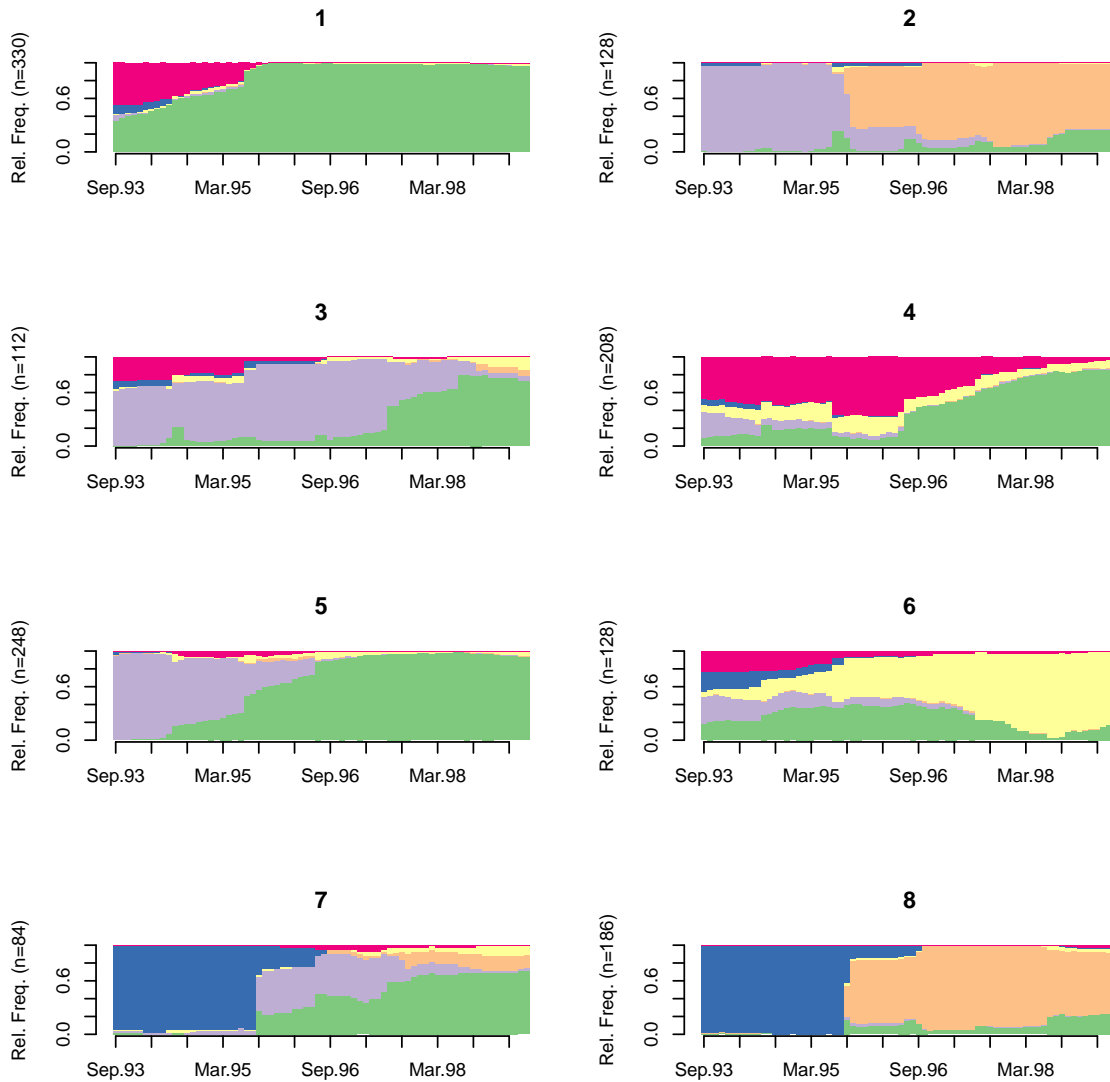 1
Rel. Freq. (n=330)
0.0 0.6
Sep.93 Mar.95 Sep.96 Mar.98
2
Rel. Freq. (n=128)
0.0 0.6
Sep.93 Mar.95 Sep.96 Mar.98
3
Rel. Freq. (n=112)
0.0 0.6
Sep.93 Mar.95 Sep.96 Mar.98
4
Rel. Freq. (n=208)
0.0 0.6
Sep.93 Mar.95 Sep.96 Mar.98
5
Rel. Freq. (n=248)
0.0 0.6
Sep.93 Mar.95 Sep.96 Mar.98
6
Rel. Freq. (n=128)
0.0 0.6
Sep.93 Mar.95 Sep.96 Mar.98
7
Rel. Freq. (n=84)
0.0 0.6
Sep.93 Mar.95 Sep.96 Mar.98
8
Rel. Freq. (n=186)
0.0 0.6
Sep.93 Mar.95 Sep.96 Mar.98